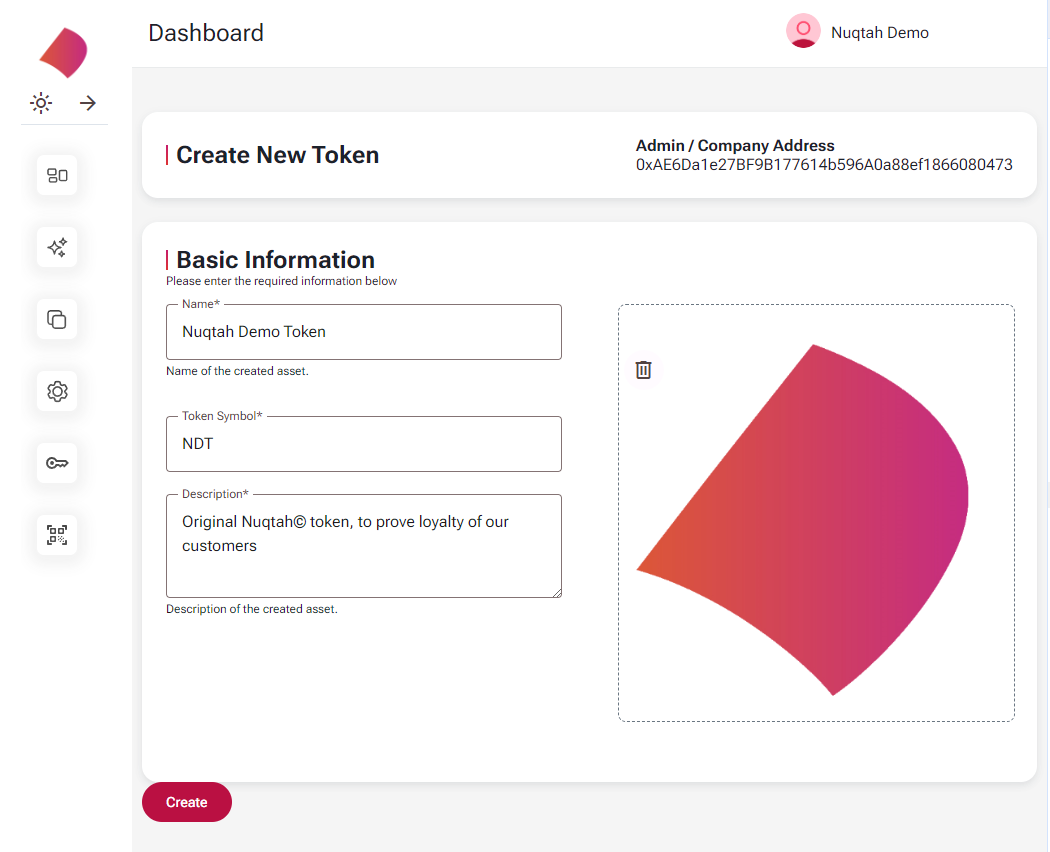 Dashboard
Nuqtah Demo
Create New Token
Admin / Company Address
0xAE6Da1e27BF9B177614b596A0a88ef1866080473
Basic Information
Please enter the required information below
Name*
Nuqtah Demo Token
Name of the created asset.
Token Symbol*
NDT
Description*
Original Nuqtah© token, to prove loyalty of our
customers
Description of the created asset.
Create